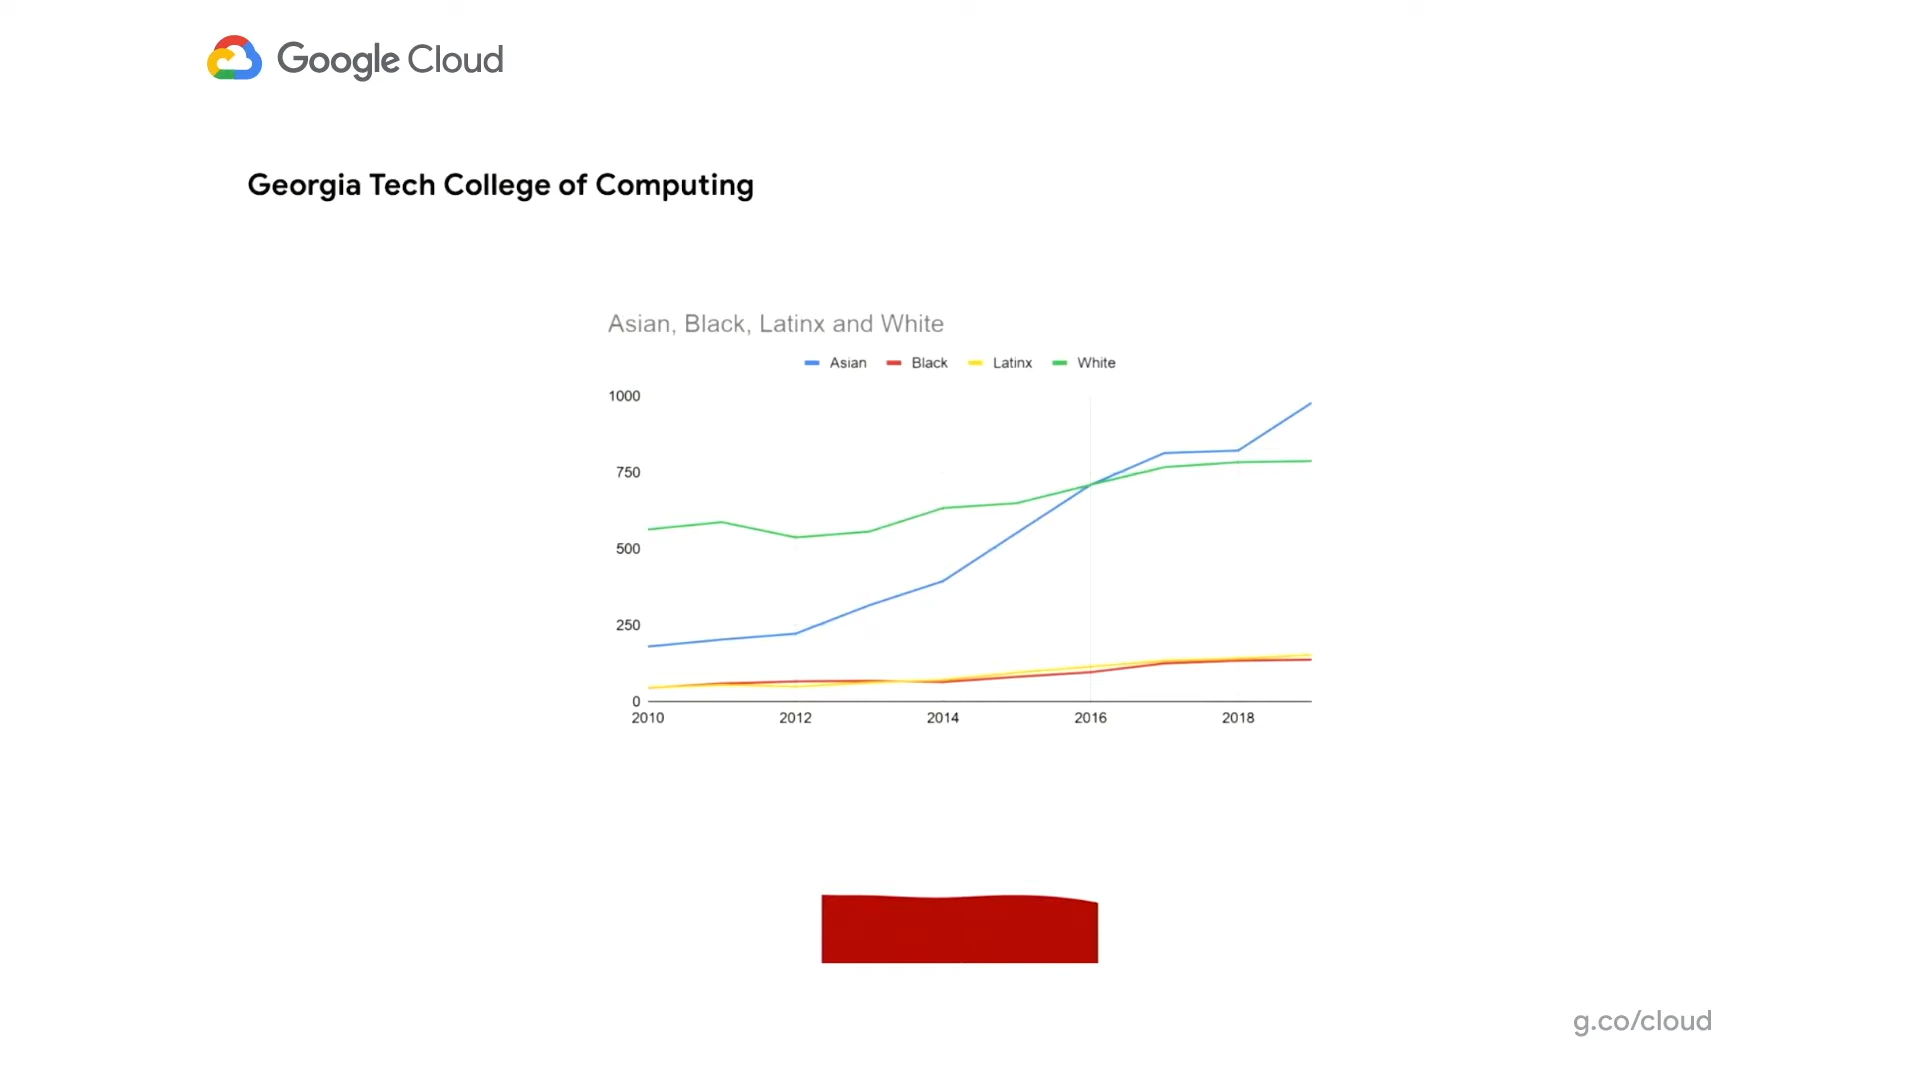 Google Cloud
Georgia Tech College of Computing
Asian, Black, Latinx and White
Asian Black Latinx White
1000
750
500
250
0
2010 2012 2014 2016 2018
g.co/cloud